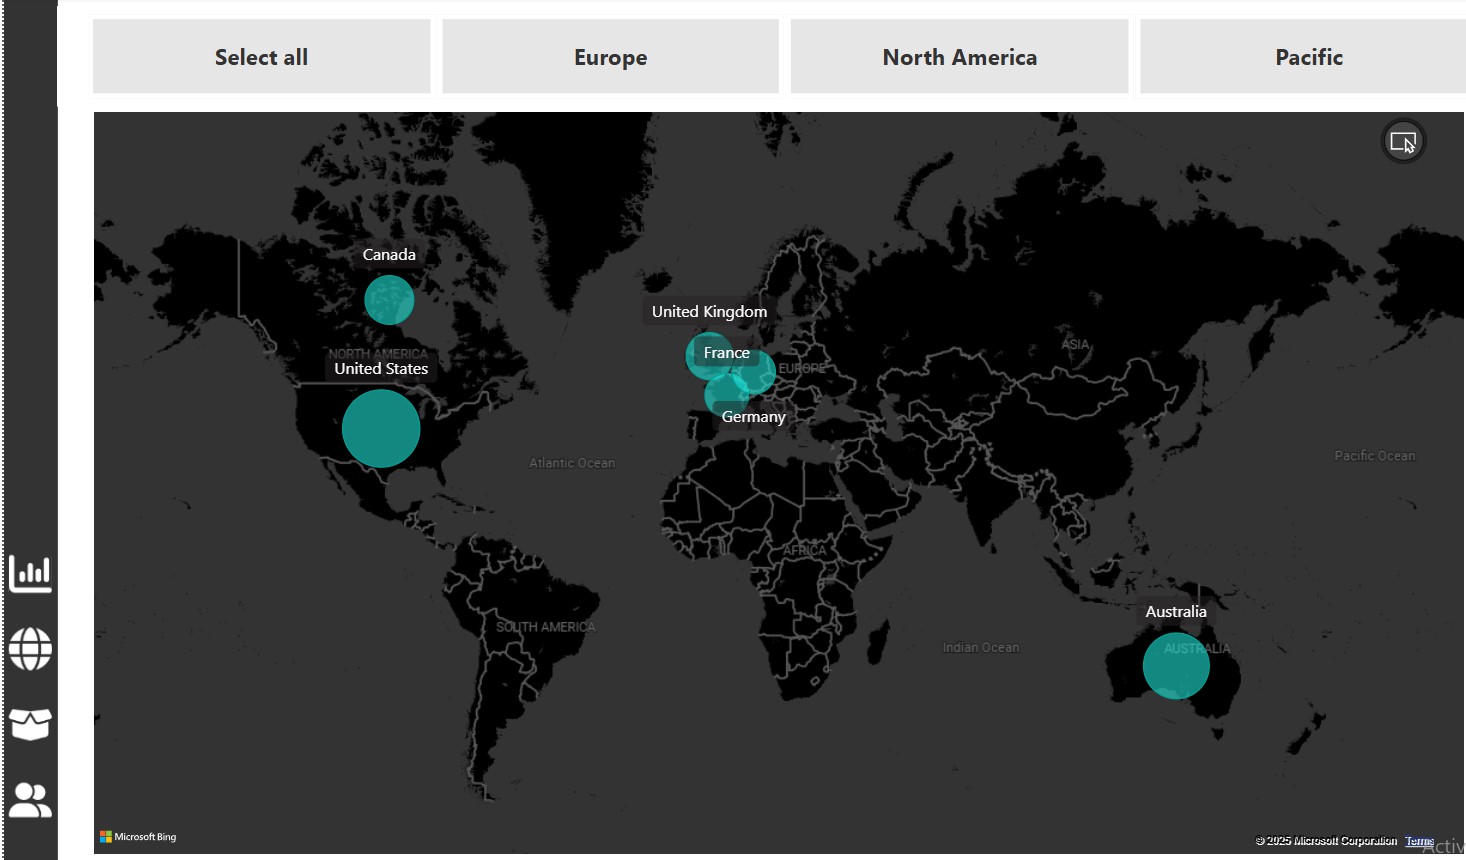 Select all
Europe
North America
Pacific
Canada
United Kingdom
NORTH AMERICA
France
ASIA
United States
EUROPE
Germany
Atlantic Ocean
Pacific Ocean
AFRICA
Australia
SOUTH AMERICA
Indian Ocean
AUSTRALIA
Microsoft Bing
© 2025 Microsoft Corporation Terms
Activ